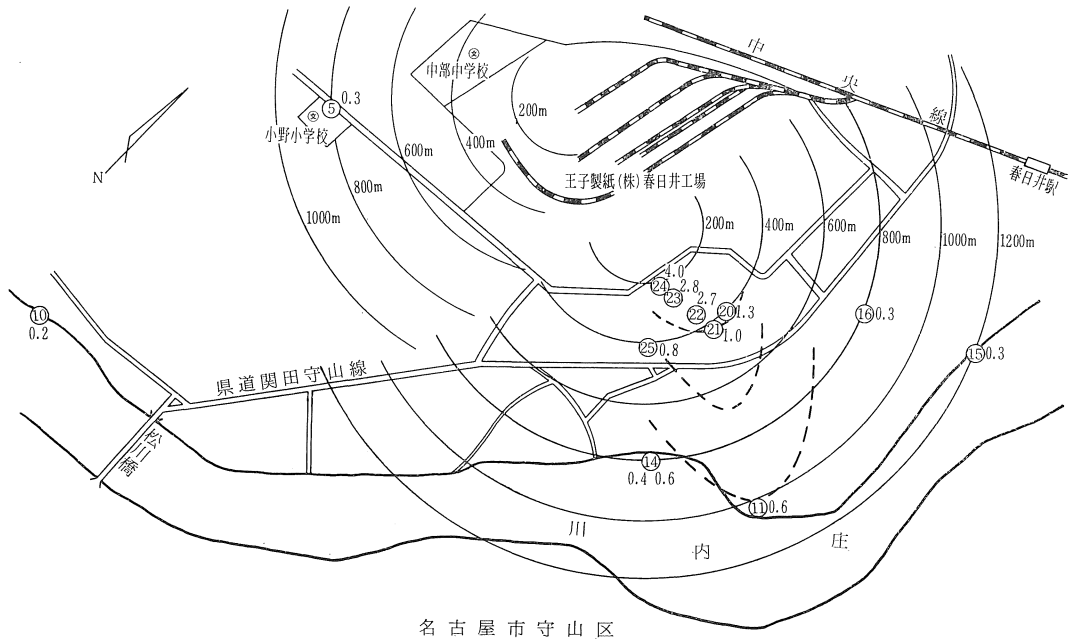 中央線
文
中部中学校
⑤ 0.3
文
小野小学校
200m
400m
600m
800m
1000m
N
王子製紙(株)春日井工場
春日井駅
200m
400m
600m
800m
1000m
1200m
4.0
㉔
2.8
㉓
2.7
㉒
⑳ 1.3
㉑ 1.0
㉕ 0.8
⑯ 0.3
⑮ 0.3
⑩
0.2
県道関田守山線
松川橋
⑭
0.4 0.6
⑪ 0.6
川内庄
名古屋市守山区